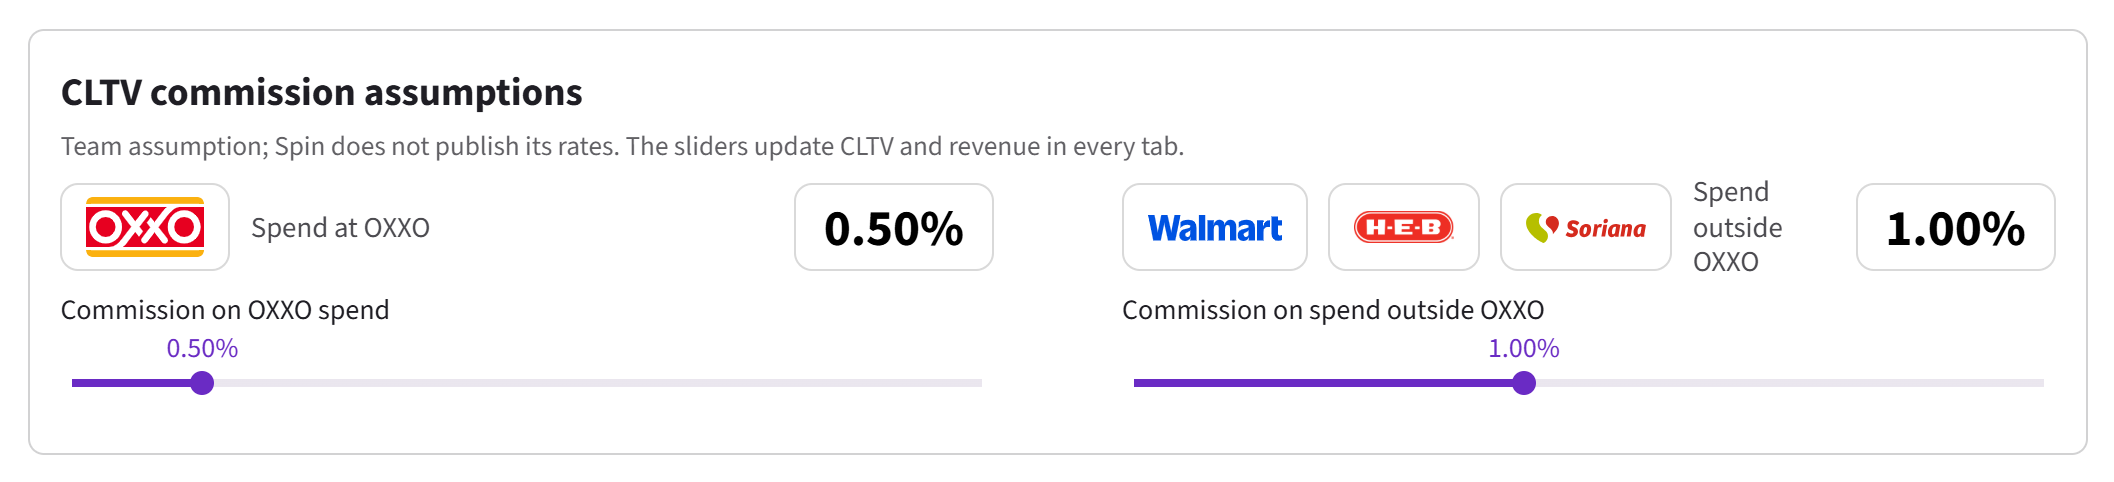 CLTV commission assumptions
Team assumption; Spin does not publish its rates. The sliders update CLTV and revenue in every tab.
OXXO
Spend at OXXO
0.50%
Walmart
H-E-B
Soriana
Spend
outside
OXXO
1.00%
Commission on OXXO spend
0.50%
Commission on spend outside OXXO
1.00%